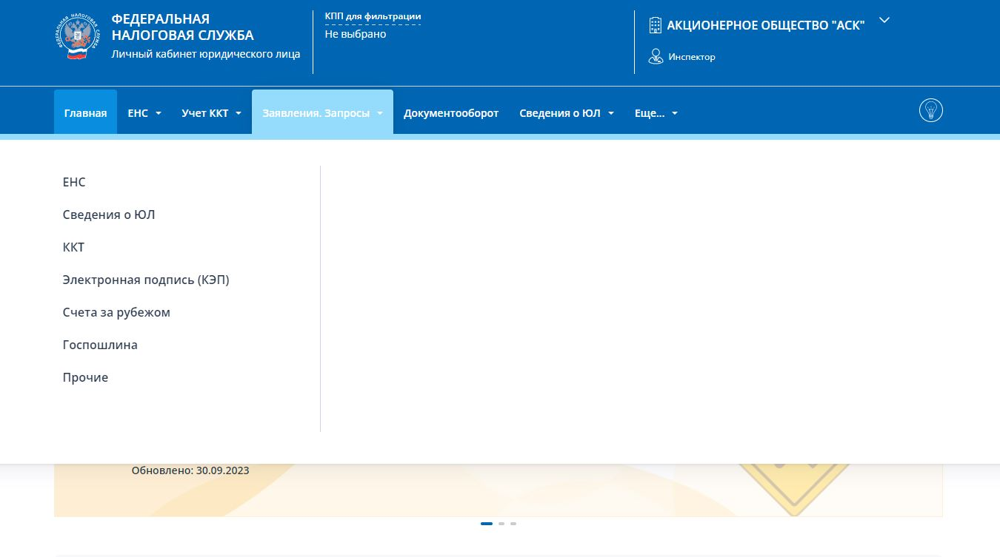 ФЕДЕРАЛЬНАЯ
НАЛОГОВАЯ СЛУЖБА
Личный кабинет юридического лица
КПП для фильтрации
Не выбрано
АКЦИОНЕРНОЕ ОБЩЕСТВО "АСК"
Инспектор
Главная
ЕНС
Учет ККТ
Заявления. Запросы
Документооборот
Сведения о ЮЛ
Еще...
ЕНС
Сведения о ЮЛ
ККТ
Электронная подпись (КЭП)
Счета за рубежом
Госпошлина
Прочие
Обновлено: 30.09.2023